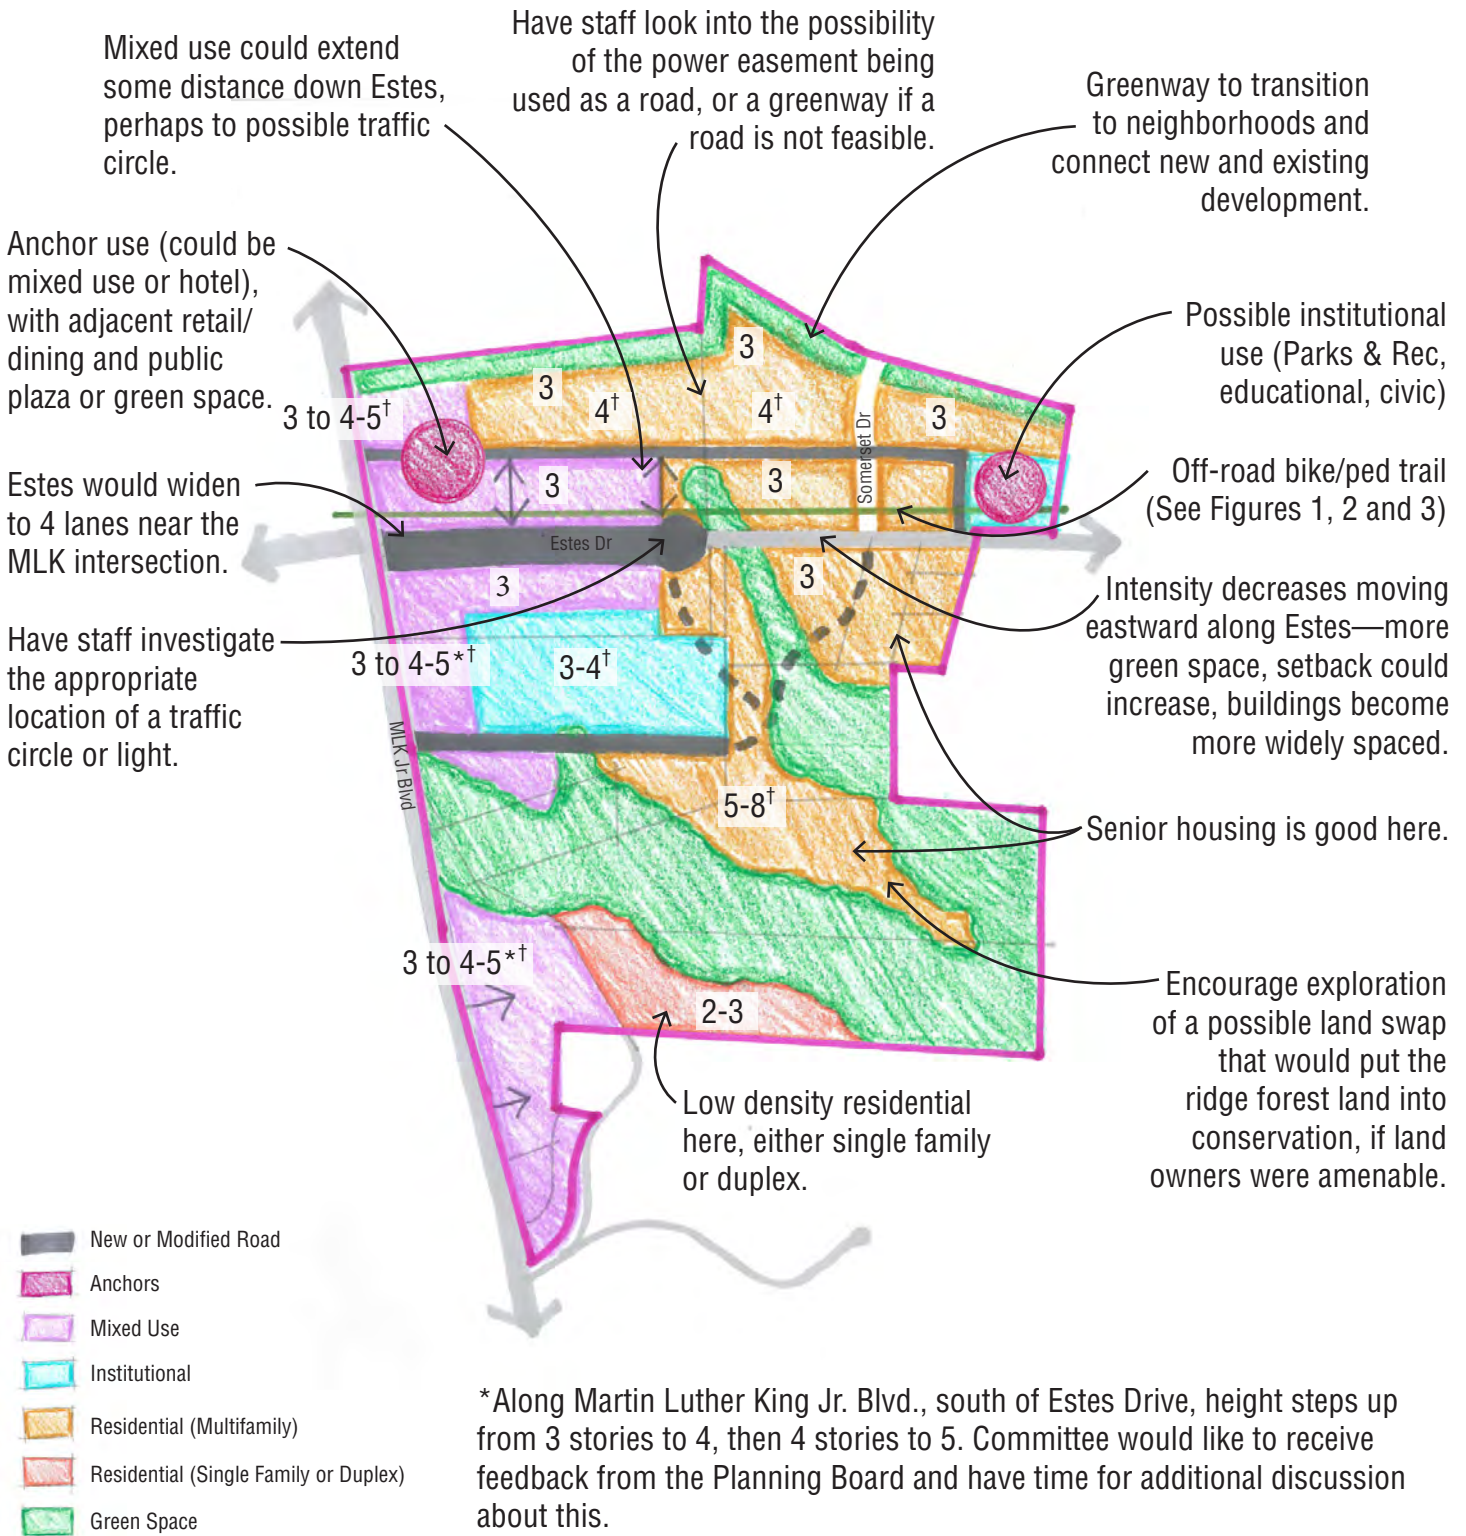 Mixed use could extend
some distance down Estes,
perhaps to possible traffic
circle.
Have staff look into the possibility
of the power easement being
used as a road, or a greenway if a
road is not feasible.
Greenway to transition
to neighborhoods and
connect new and existing
development.
Anchor use (could be
mixed use or hotel),
with adjacent retail/
dining and public
plaza or green space.
Possible institutional
use (Parks & Rec,
educational, civic)
Estes would widen
to 4 lanes near the
MLK intersection.
Off-road bike/ped trail
(See Figures 1, 2 and 3)
Have staff investigate
the appropriate
location of a traffic
circle or light.
Intensity decreases moving
eastward along Estes—more
green space, setback could
increase, buildings become
more widely spaced.
Senior housing is good here.
Encourage exploration
of a possible land swap
that would put the
ridge forest land into
conservation, if land
owners were amenable.
Low density residential
here, either single family
or duplex.
3
3
4†
4†
3
3 to 4-5†
3
3
Somerset Dr
Estes Dr
3
3
3 to 4-5*†
3-4†
MLK Jr Blvd
5-8†
3 to 4-5*†
2-3
New or Modified Road
Anchors
Mixed Use
Institutional
Residential (Multifamily)
Residential (Single Family or Duplex)
Green Space
*Along Martin Luther King Jr. Blvd., south of Estes Drive, height steps up
from 3 stories to 4, then 4 stories to 5. Committee would like to receive
feedback from the Planning Board and have time for additional discussion
about this.